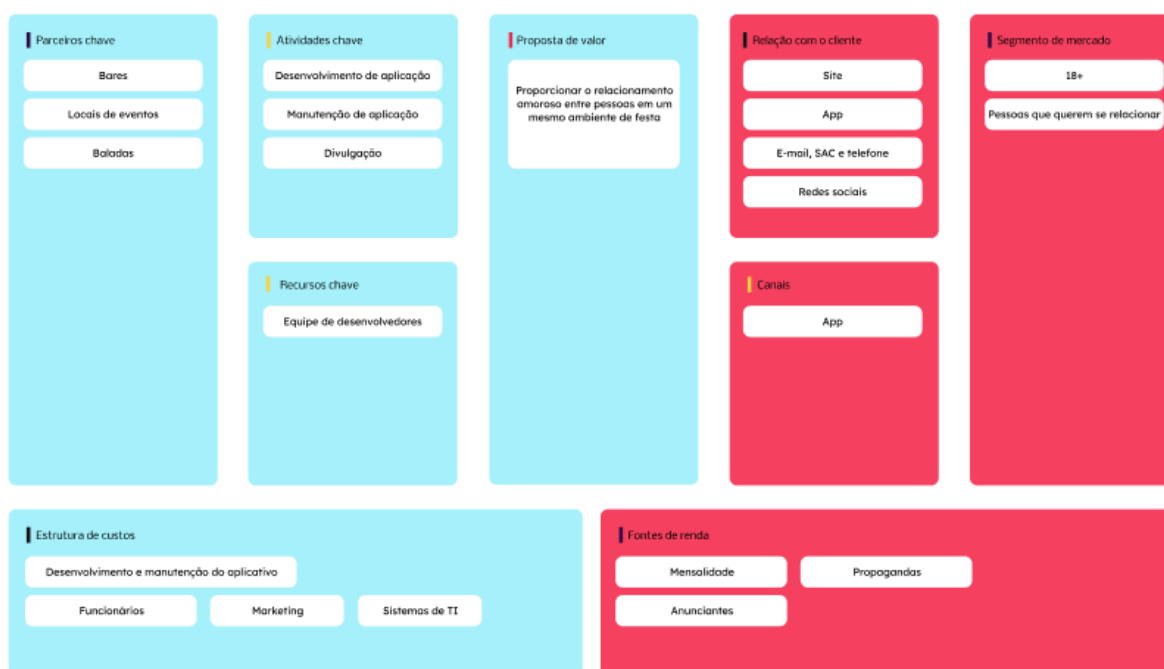 Parceiros chave
Bares
Locais de eventos
Baladas
Atividades chave
Desenvolvimento de aplicação
Manutenção de aplicação
Divulgação
Recursos chave
Equipe de desenvolvedores
Proposta de valor
Proporcionar o relacionamento
amoroso entre pessoas em um
mesmo ambiente de festa
Relação com o cliente
Site
App
E-mail, SAC e telefone
Redes sociais
Canais
App
Segmento de mercado
18+
Pessoas que querem se relacionar
Estrutura de custos
Desenvolvimento e manutenção do aplicativo
Funcionários
Marketing
Sistemas de TI
Fontes de renda
Mensalidade
Propagandas
Anunciantes